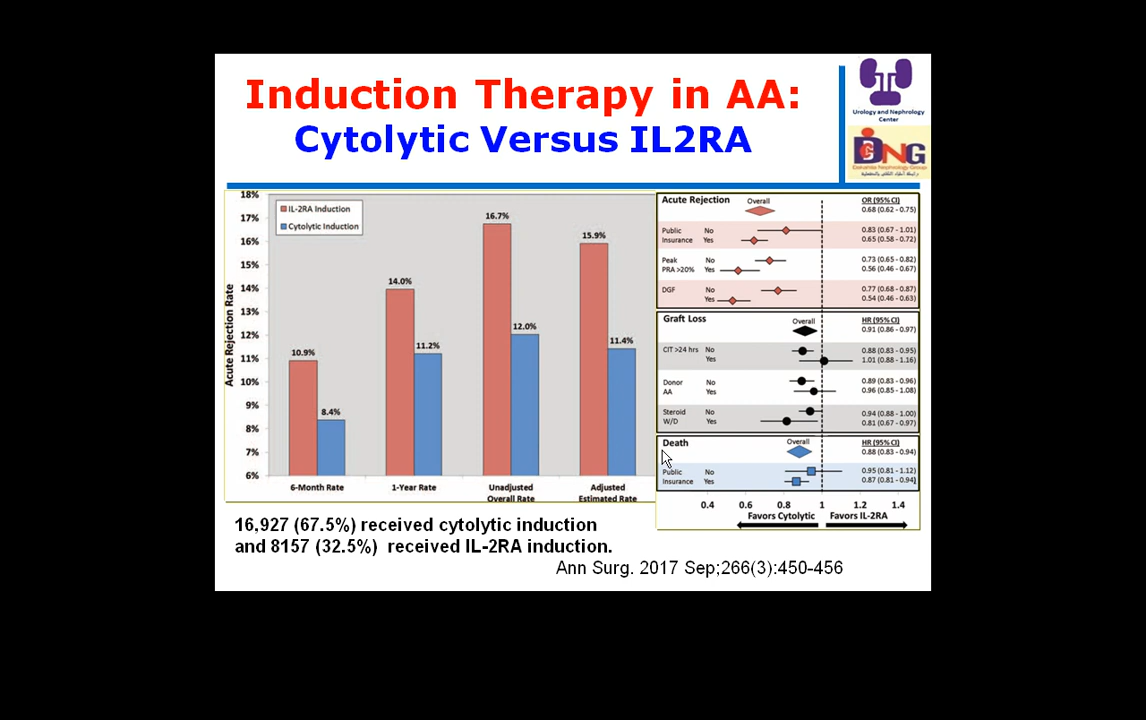 Induction Therapy in AA:
Cytolytic Versus IL2RA
Urology and Nephrology
Center
NG
18%
17%
16%
15%
14%
13%
12%
11%
10%
9%
8%
7%
6%
Acute Rejection Rate
IL-2RA Induction
Cytolytic Induction
10.9%
8.4%
14.0%
11.2%
16.7%
12.0%
15.9%
11.4%
6-Month Rate
1-Year Rate
Unadjusted
Overall Rate
Adjusted
Estimated Rate
Acute Rejection Overall OR (95% CI)
0.68 (0.62 - 0.75)
Public No 0.83 (0.67 - 1.01)
Insurance Yes 0.65 (0.58 - 0.72)
Peak No 0.73 (0.65 - 0.82)
PRA >20% Yes 0.56 (0.46 - 0.67)
DGF No 0.77 (0.68 - 0.87)
Yes 0.54 (0.46 - 0.63)
Graft Loss Overall HR (95% CI)
0.91 (0.86 - 0.97)
CIT >24 hrs No 0.88 (0.83 - 0.95)
Yes 1.01 (0.88 - 1.16)
Donor No 0.89 (0.83 - 0.96)
AA Yes 0.96 (0.85 - 1.08)
Steroid No 0.94 (0.88 - 1.00)
W/D Yes 0.81 (0.67 - 0.97)
Death Overall HR (95% CI)
0.88 (0.83 - 0.94)
Public No 0.95 (0.81 - 1.12)
Insurance Yes 0.87 (0.81 - 0.94)
0.4 0.6 0.8 1 1.2 1.4
Favors Cytolytic Favors IL-2RA
16,927 (67.5%) received cytolytic induction
and 8157 (32.5%) received IL-2RA induction.
Ann Surg. 2017 Sep;266(3):450-456